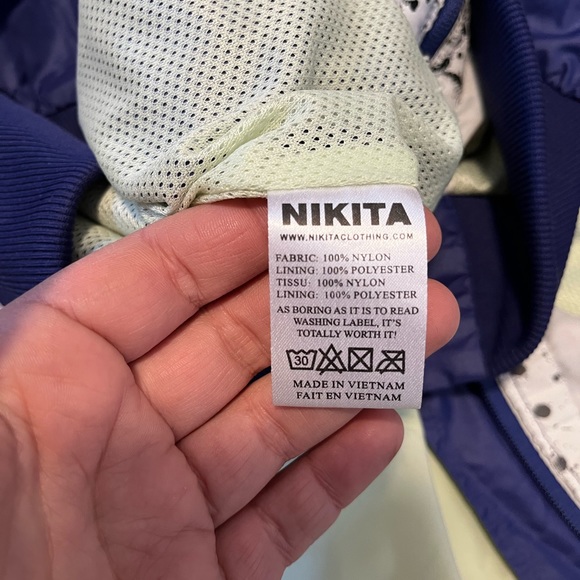 NIKITA
WWW.NIKITACLOTHING.COM
FABRIC: 100% NYLON
LINING: 100% POLYESTER
TISSU: 100% NYLON
LINING: 100% POLYESTER
AS BORING AS IT IS TO READ
WASHING LABEL, IT'S
TOTALLY WORTH IT!
30
MADE IN VIETNAM
FAIT EN VIETNAM